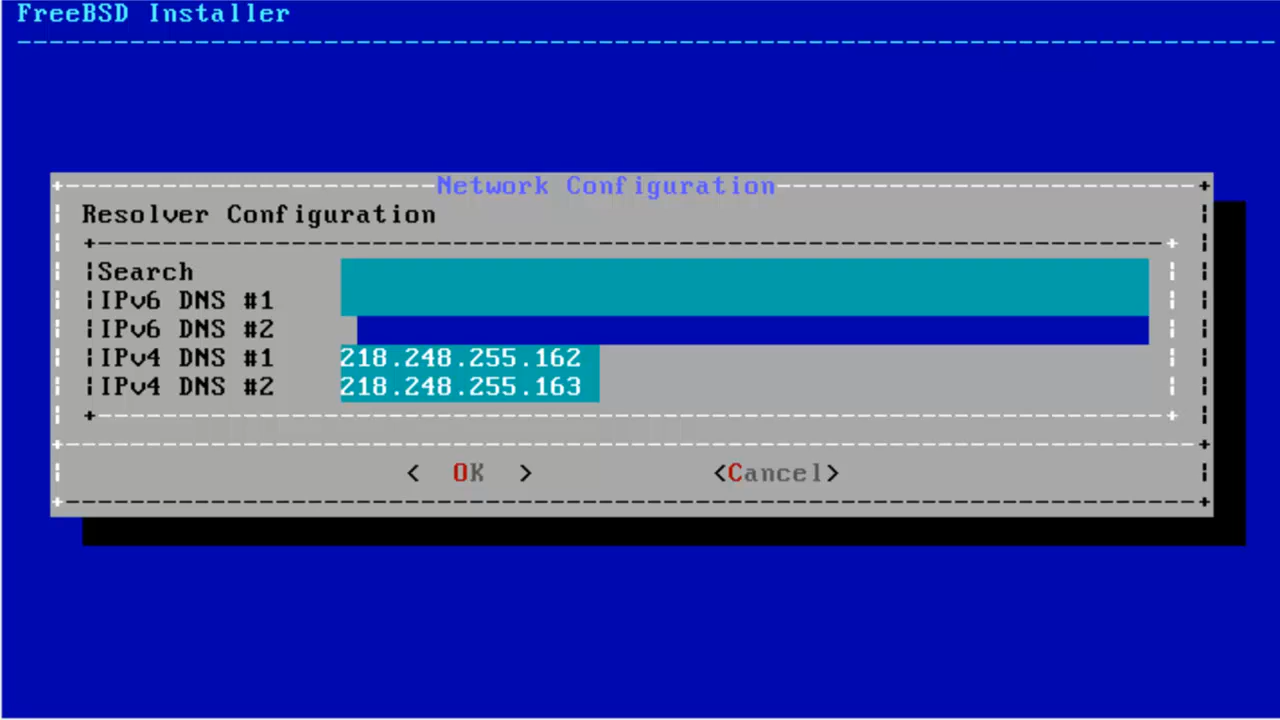 FreeBSD Installer
Network Configuration
Resolver Configuration
Search
IPv6 DNS #1
IPv6 DNS #2
IPv4 DNS #1 218.248.255.162
IPv4 DNS #2 218.248.255.163
< OK > <Cancel>